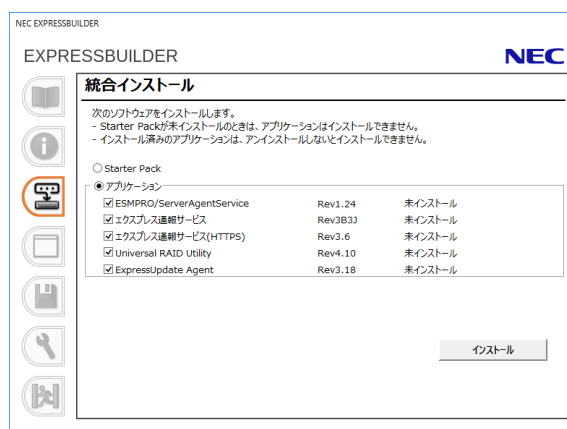 NEC EXPRESSBUILDER
EXPRESSBUILDER
NEC
統合インストール
次のソフトウェアをインストールします。
- Starter Packが未インストールのときは、アプリケーションはインストールできません。
- インストール済みのアプリケーションは、アンインストールしないとインストールできません。
Starter Pack
アプリケーション
ESMPRO/ServerAgentService Rev1.24 未インストール
エクスプレス通報サービス Rev3B3J 未インストール
エクスプレス通報サービス(HTTPS) Rev3.6 未インストール
Universal RAID Utility Rev4.10 未インストール
ExpressUpdate Agent Rev3.18 未インストール
インストール